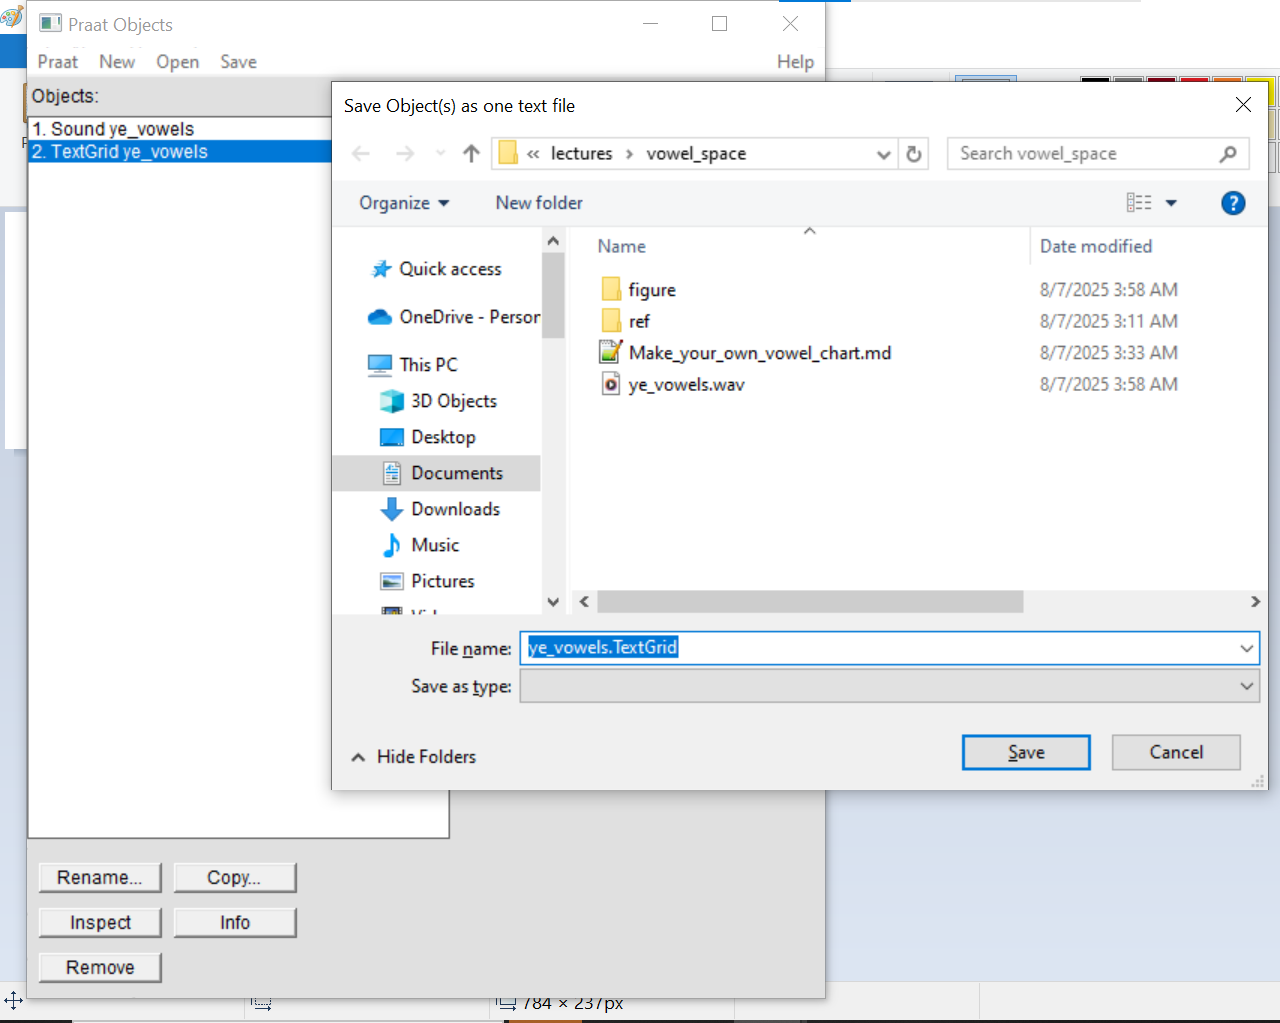 Praat Objects
Praat New Open Save Help
Objects:
1. Sound ye_vowels
2. TextGrid ye_vowels
Save Object(s) as one text file
« lectures › vowel_space
Search vowel_space
Organize
New folder
Name
Date modified
Quick access
OneDrive - Person
This PC
3D Objects
Desktop
Documents
Downloads
Music
Pictures
figure 8/7/2025 3:58 AM
ref 8/7/2025 3:11 AM
Make_your_own_vowel_chart.md 8/7/2025 3:33 AM
ye_vowels.wav 8/7/2025 3:58 AM
File name: ye_vowels.TextGrid
Save as type:
Hide Folders
Save
Cancel
Rename... Copy...
Inspect Info
Remove
784 × 237px